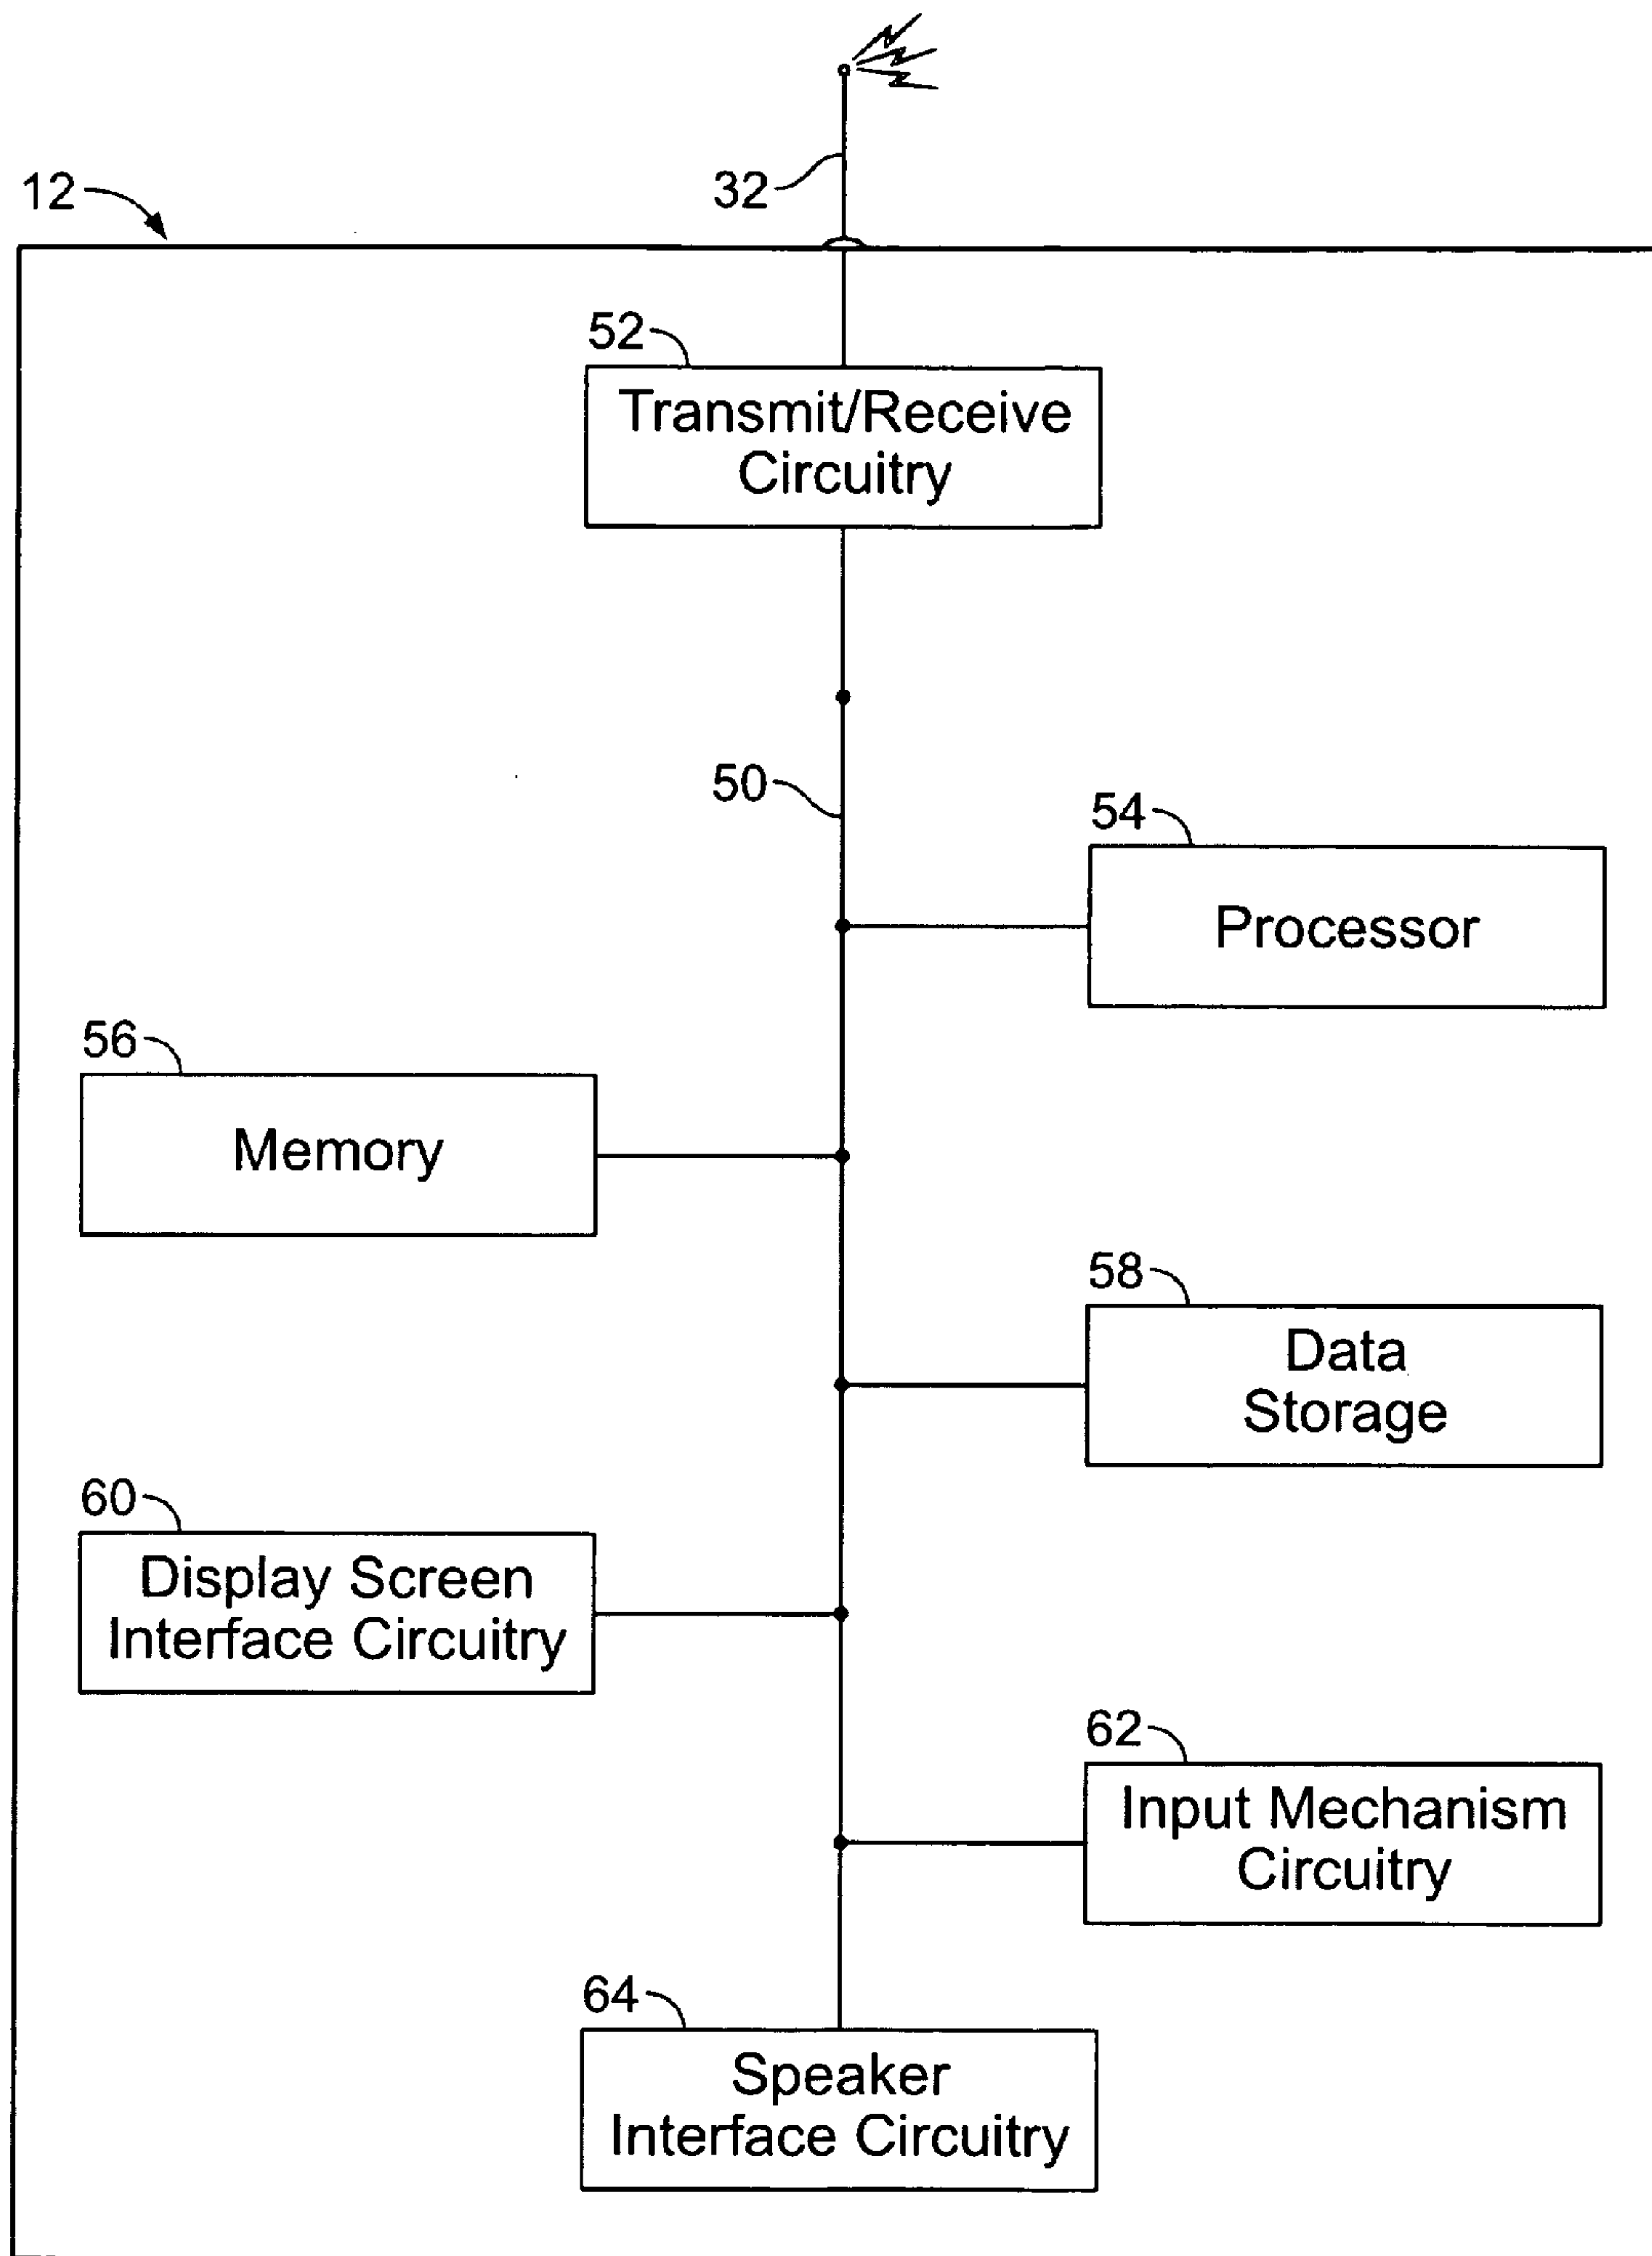 32
12
52
Transmit/Receive
Circuitry
50
54
Processor
56
Memory
58
Data
Storage
60
Display Screen
Interface Circuitry
62
Input Mechanism
Circuitry
64
Speaker
Interface Circuitry